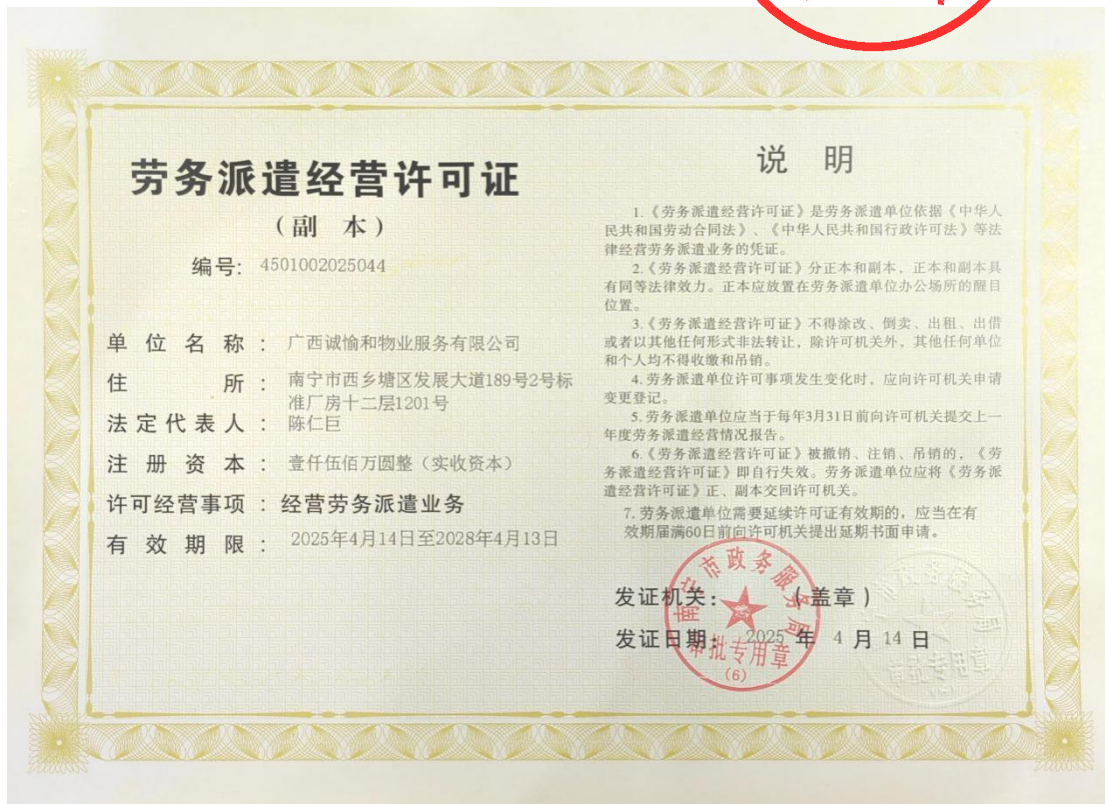 劳务派遣经营许可证
（副 本）
编号: 4501002025044
单位名称：广西诚愉和物业服务有限公司
住所：南宁市西乡塘区发展大道189号2号标
准厂房十二层1201号
法定代表人：陈仁巨
注册资本：壹仟伍佰万圆整（实收资本）
许可经营事项：经营劳务派遣业务
有效期限：2025年4月14日至2028年4月13日
说 明
1.《劳务派遣经营许可证》是劳务派遣单位依据《中华人
民共和国劳动合同法》、《中华人民共和国行政许可法》等法
律经营劳务派遣业务的凭证。
2.《劳务派遣经营许可证》分正本和副本，正本和副本具
有同等法律效力。正本应放置在劳务派遣单位办公场所的醒目
位置。
3.《劳务派遣经营许可证》不得涂改、倒卖、出租、出借
或者以其他任何形式非法转让，除许可机关外，其他任何单位
和个人均不得收缴和吊销。
4.劳务派遣单位许可事项发生变化时，应向许可机关申请
变更登记。
5.劳务派遣单位应当于每年3月31日前向许可机关提交上一
年度劳务派遣经营情况报告。
6.《劳务派遣经营许可证》被撤销、注销、吊销的，《劳
务派遣经营许可证》即自行失效。劳务派遣单位应将《劳务派
遣经营许可证》正、副本交回许可机关。
7.劳务派遣单位需要延续许可证有效期的，应当在有
效期届满60日前向许可机关提出延期书面申请。
发证机关：（盖章）
发证日期：2025 年 4 月 14 日
南宁市政务服务局
审批专用章
（6）